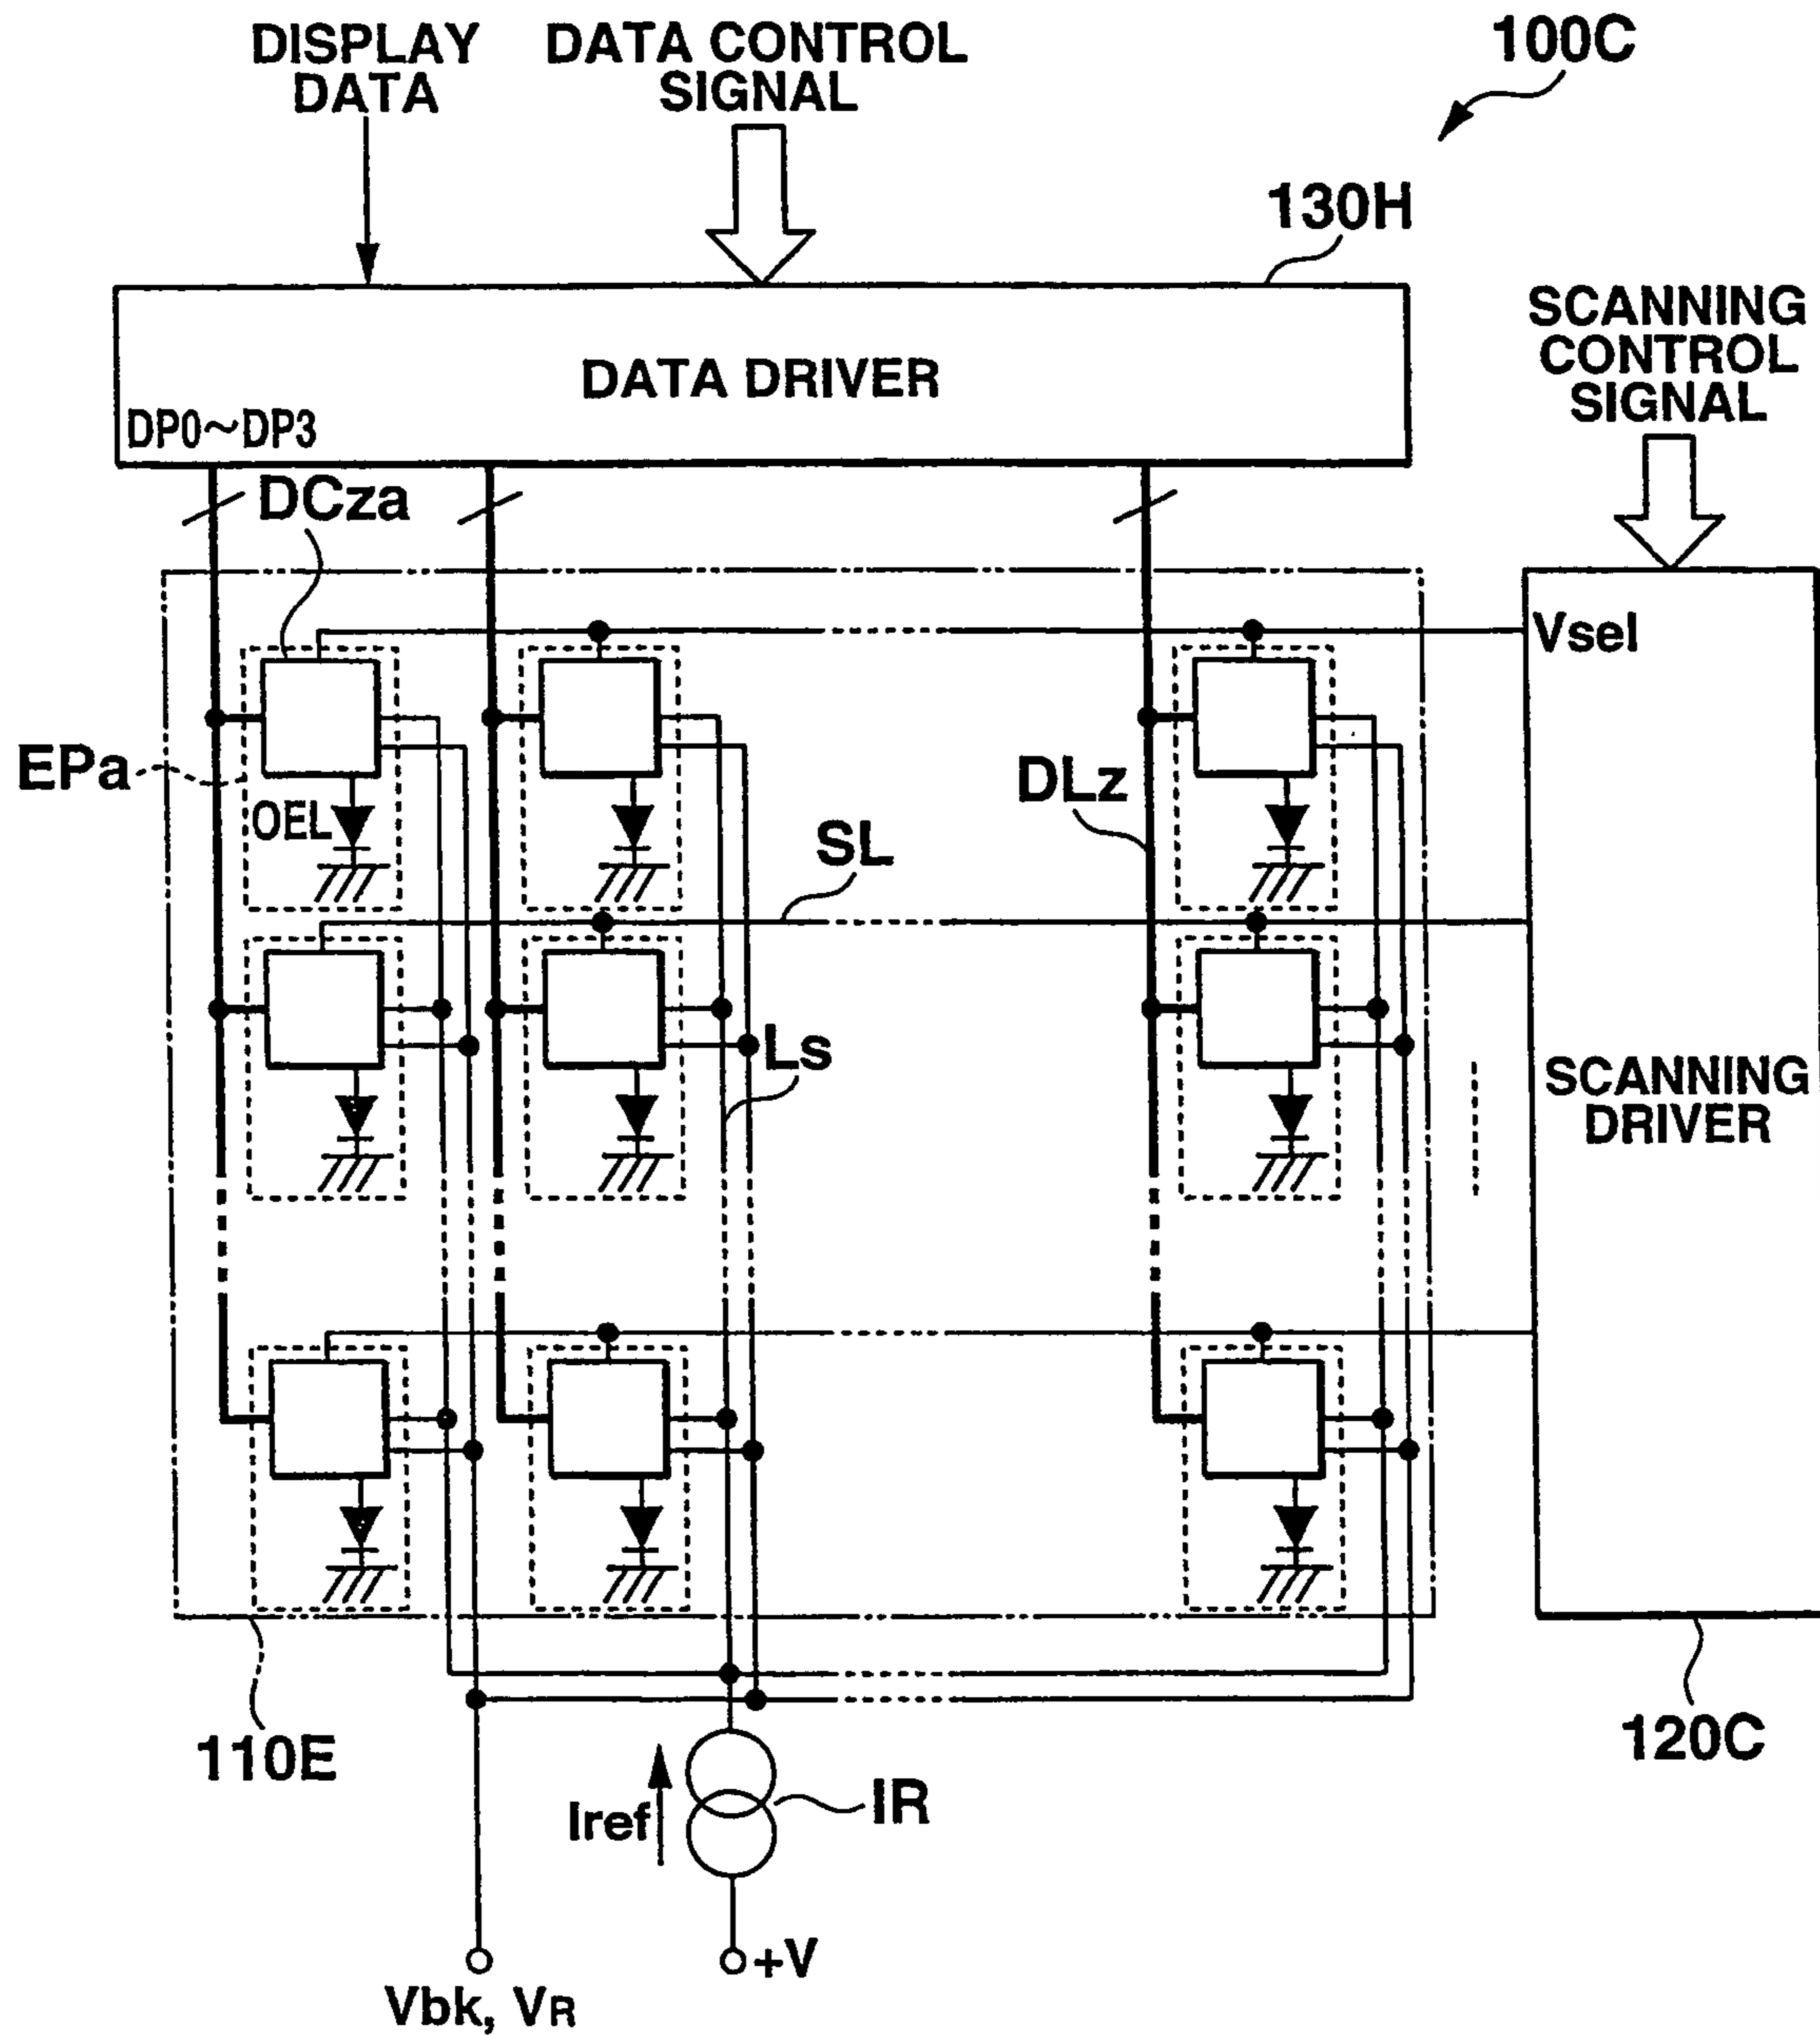 DISPLAY
DATA
DATA CONTROL
SIGNAL
100C
130H
SCANNING
CONTROL
SIGNAL
DATA DRIVER
DP0~DP3
DCza
Vsel
EPa
OEL
DLz
SL
Ls
SCANNING
DRIVER
110E
120C
Iref
IR
+V
Vbk, VR